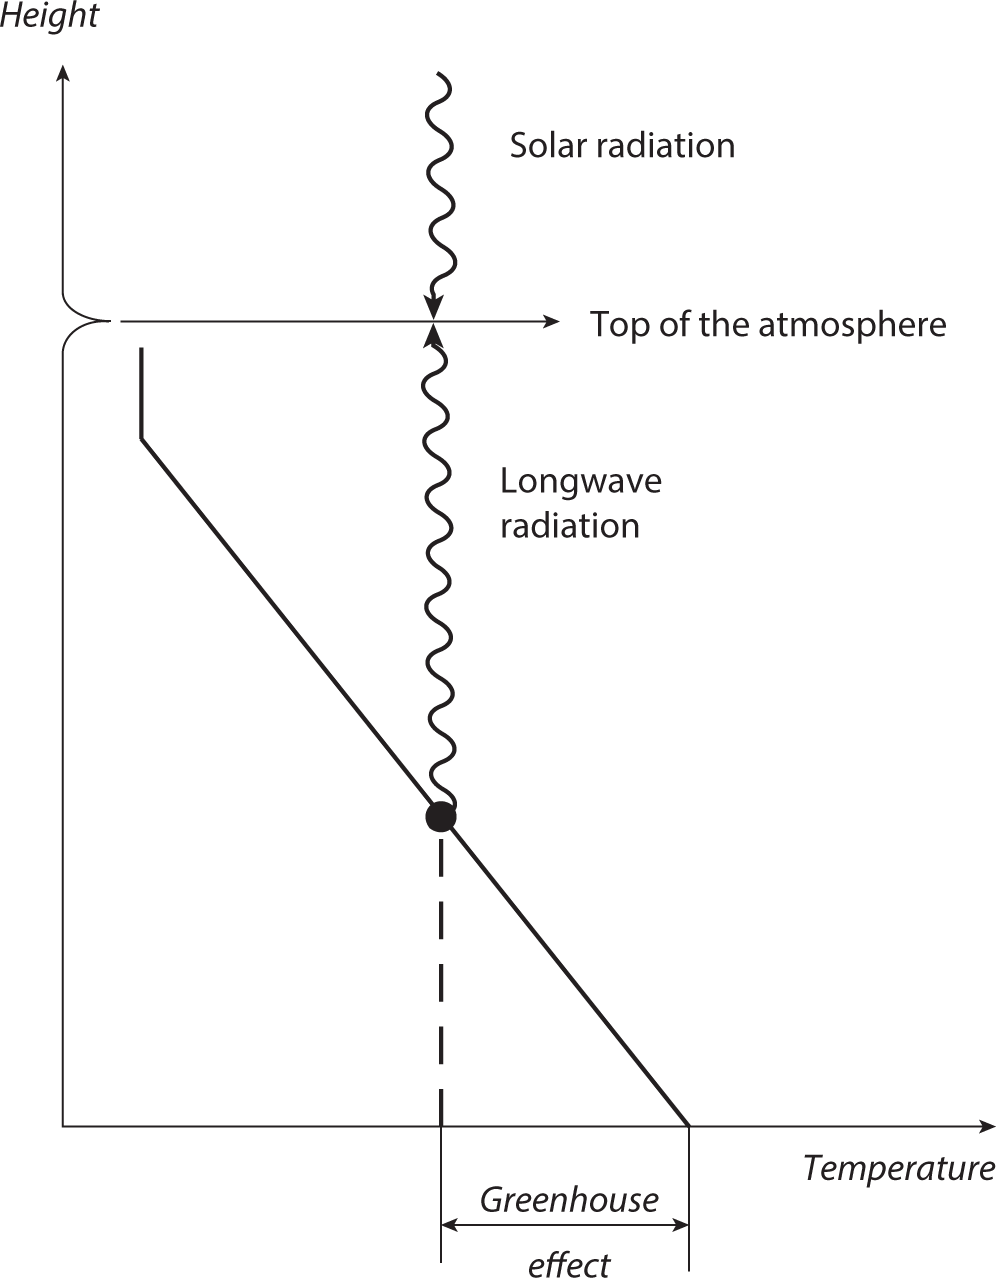 Height
Solar radiation
Top of the atmosphere
Longwave
radiation
Temperature
Greenhouse
effect